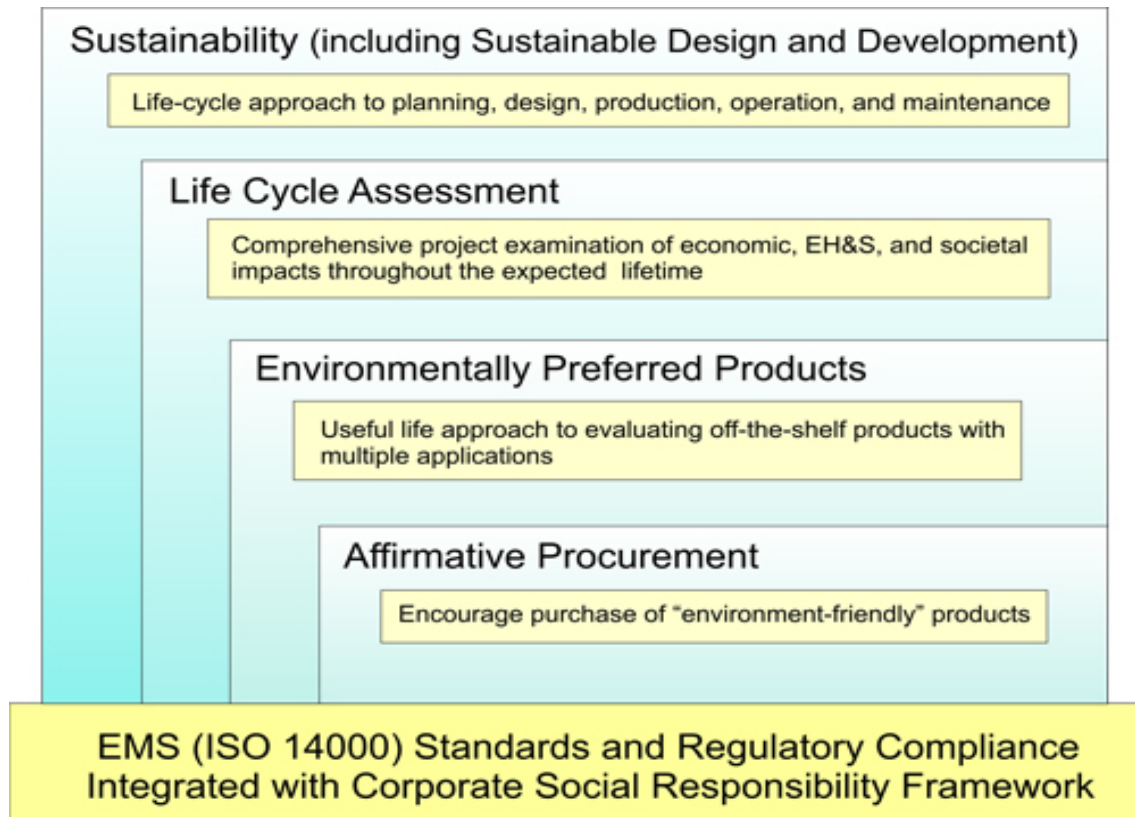 Sustainability (including Sustainable Design and Development)
Life-cycle approach to planning, design, production, operation, and maintenance
Life Cycle Assessment
Comprehensive project examination of economic, EH&S, and societal
impacts throughout the expected lifetime
Environmentally Preferred Products
Useful life approach to evaluating off-the-shelf products with
multiple applications
Affirmative Procurement
Encourage purchase of “environment-friendly” products
EMS (ISO 14000) Standards and Regulatory Compliance
Integrated with Corporate Social Responsibility Framework